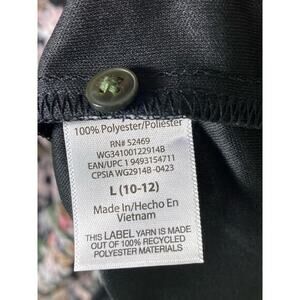 100% Polyester/Poliéster
RN# 52469
WG34100122914B
EAN/UPC 1 9493154711
CPSIA WG2914B -0423
L (10-12)
Made in/Hecho En
Vietnam
THIS LABEL YARN IS MADE
OUT OF 100% RECYCLED
POLYESTER MATERIALS